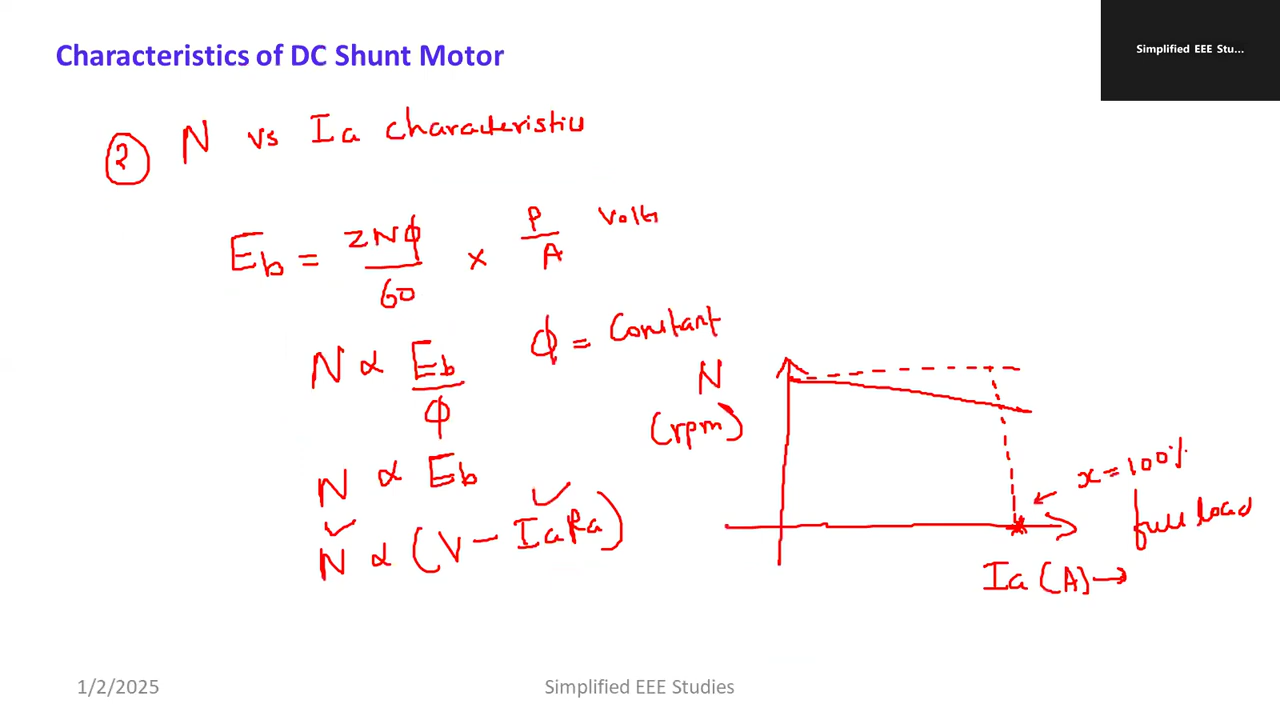 Characteristics of DC Shunt Motor
Simplified EEE Stu...
② N vs Ia characteristics
Eb = ZNϕ/60 × P/A Volts
N ∝ Eb/ϕ
ϕ = Constant
N ∝ Eb
N ∝ (V - IaRa)
N
(rpm)
x = 100%
full load
Ia (A) →
1/2/2025
Simplified EEE Studies